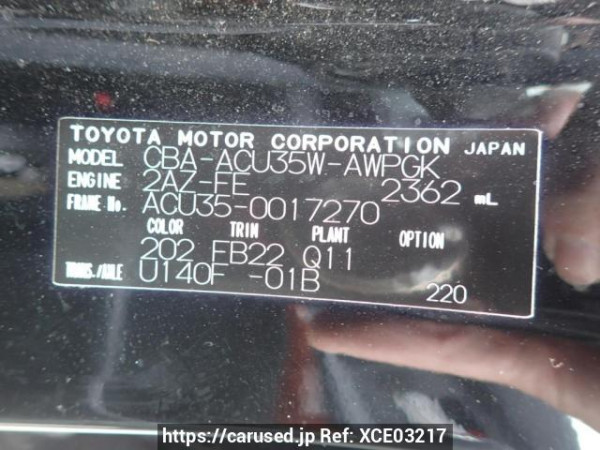 TOYOTA MOTOR CORPORATION JAPAN
MODEL CBA-ACU35W-AWPGK
ENGINE 2AZ-FE 2362 mL
FRAME No. ACU35-0017270
COLOR TRIM PLANT OPTION
202 FB22 Q11
TRANS./AXLE U140F -01B 220
https://carused.jp Ref: XCE03217